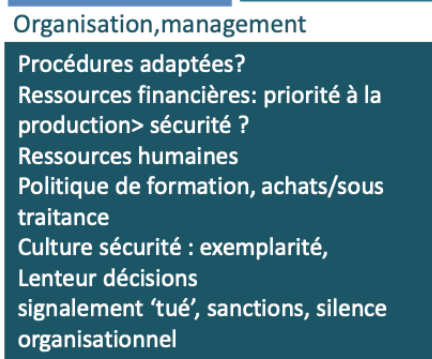 Organisation,management
Procédures adaptées?
Ressources financières: priorité à la
production> sécurité ?
Ressources humaines
Politique de formation, achats/sous
traitance
Culture sécurité : exemplarité,
Lenteur décisions
signalement ‘tué’, sanctions, silence
organisationnel